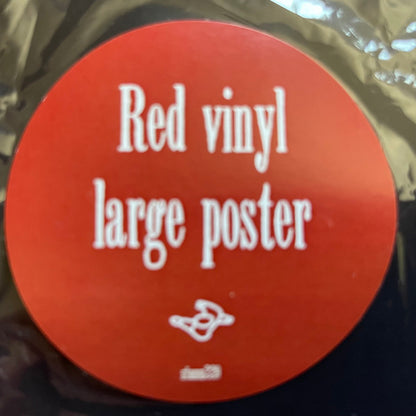 Red vinyl
large poster